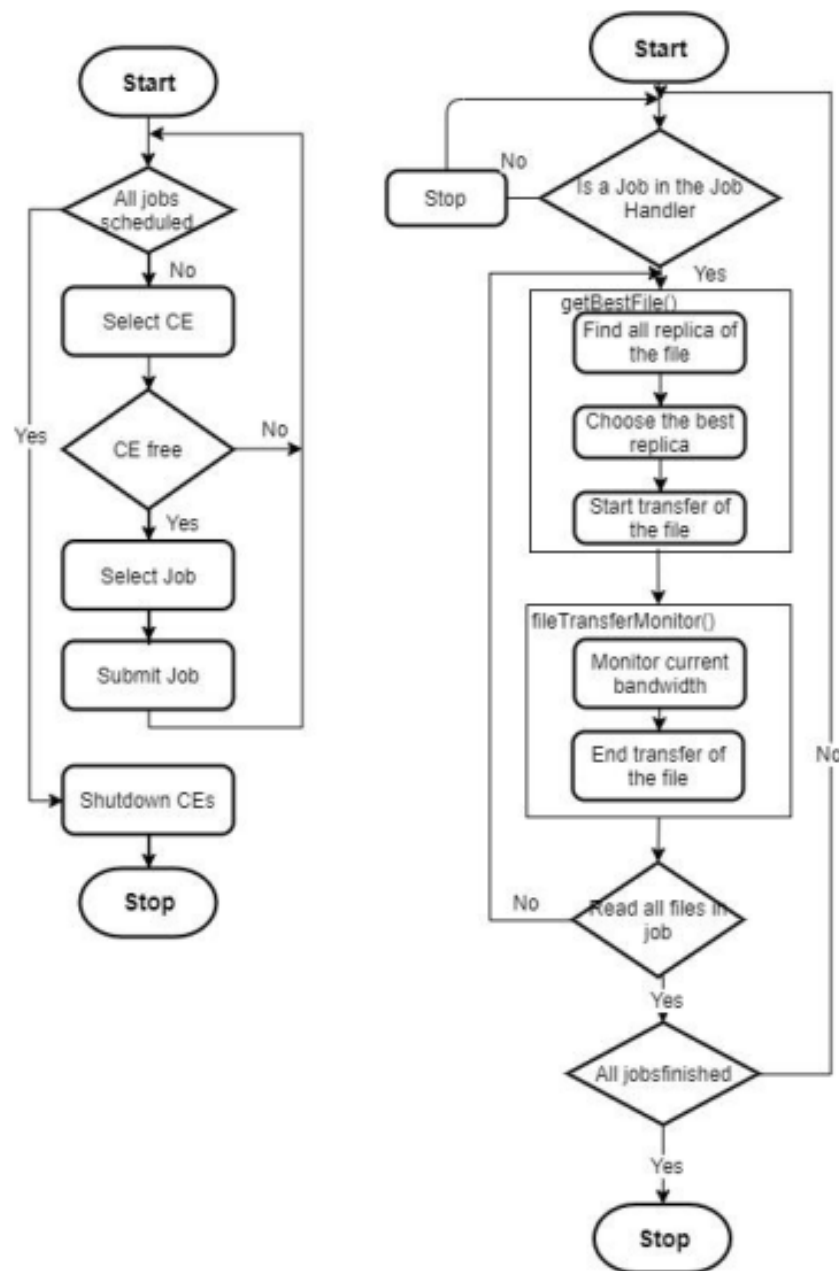 Start
All jobs
scheduled
No
Select CE
Yes
CE free
No
Yes
Select Job
Submit Job
Shutdown CEs
Stop
Start
No
Stop
Is a Job in the Job
Handler
Yes
getBestFile()
Find all replica of
the file
Choose the best
replica
Start transfer of
the file
fileTransferMonitor()
Monitor current
bandwidth
End transfer of
the file
No
No
Read all files in
job
Yes
All jobsfinished
Yes
Stop